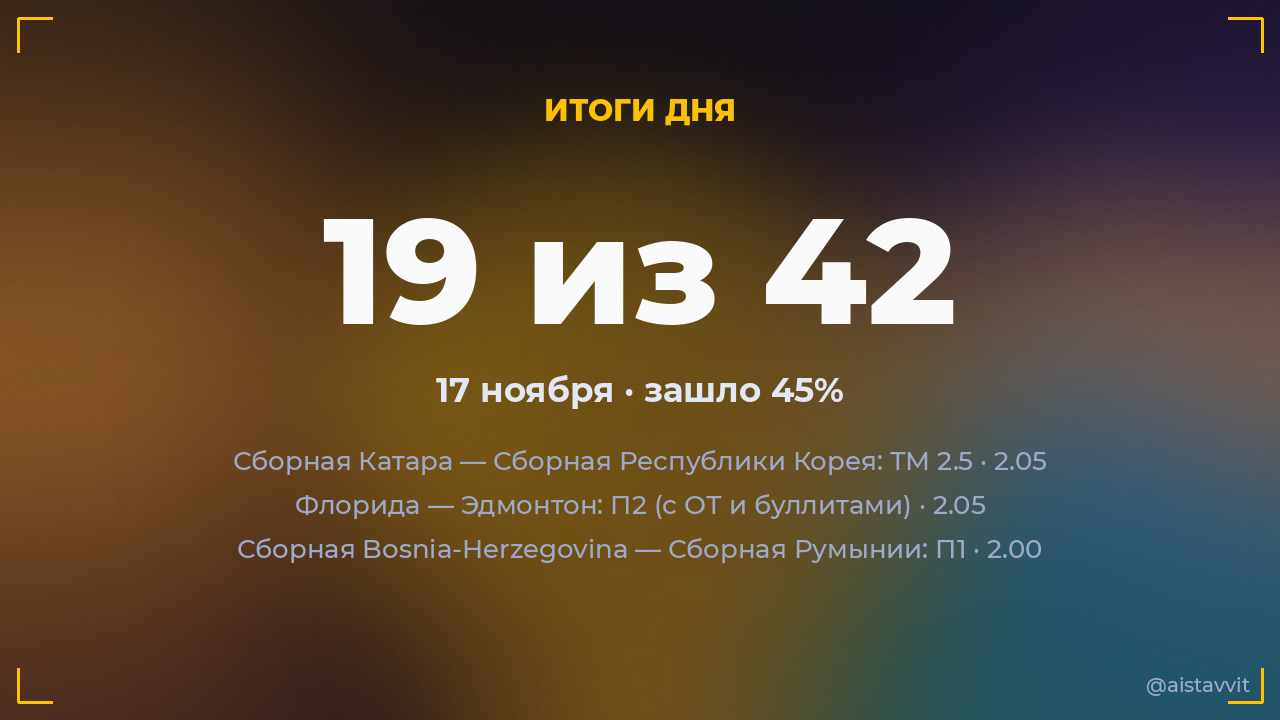 ИТОГИ ДНЯ
19 из 42
17 ноября · зашло 45%
Сборная Катара — Сборная Республики Корея: ТМ 2.5 · 2.05
Флорида — Эдмонтон: П2 (с ОТ и буллитами) · 2.05
Сборная Bosnia-Herzegovina — Сборная Румынии: П1 · 2.00
@aistavvit